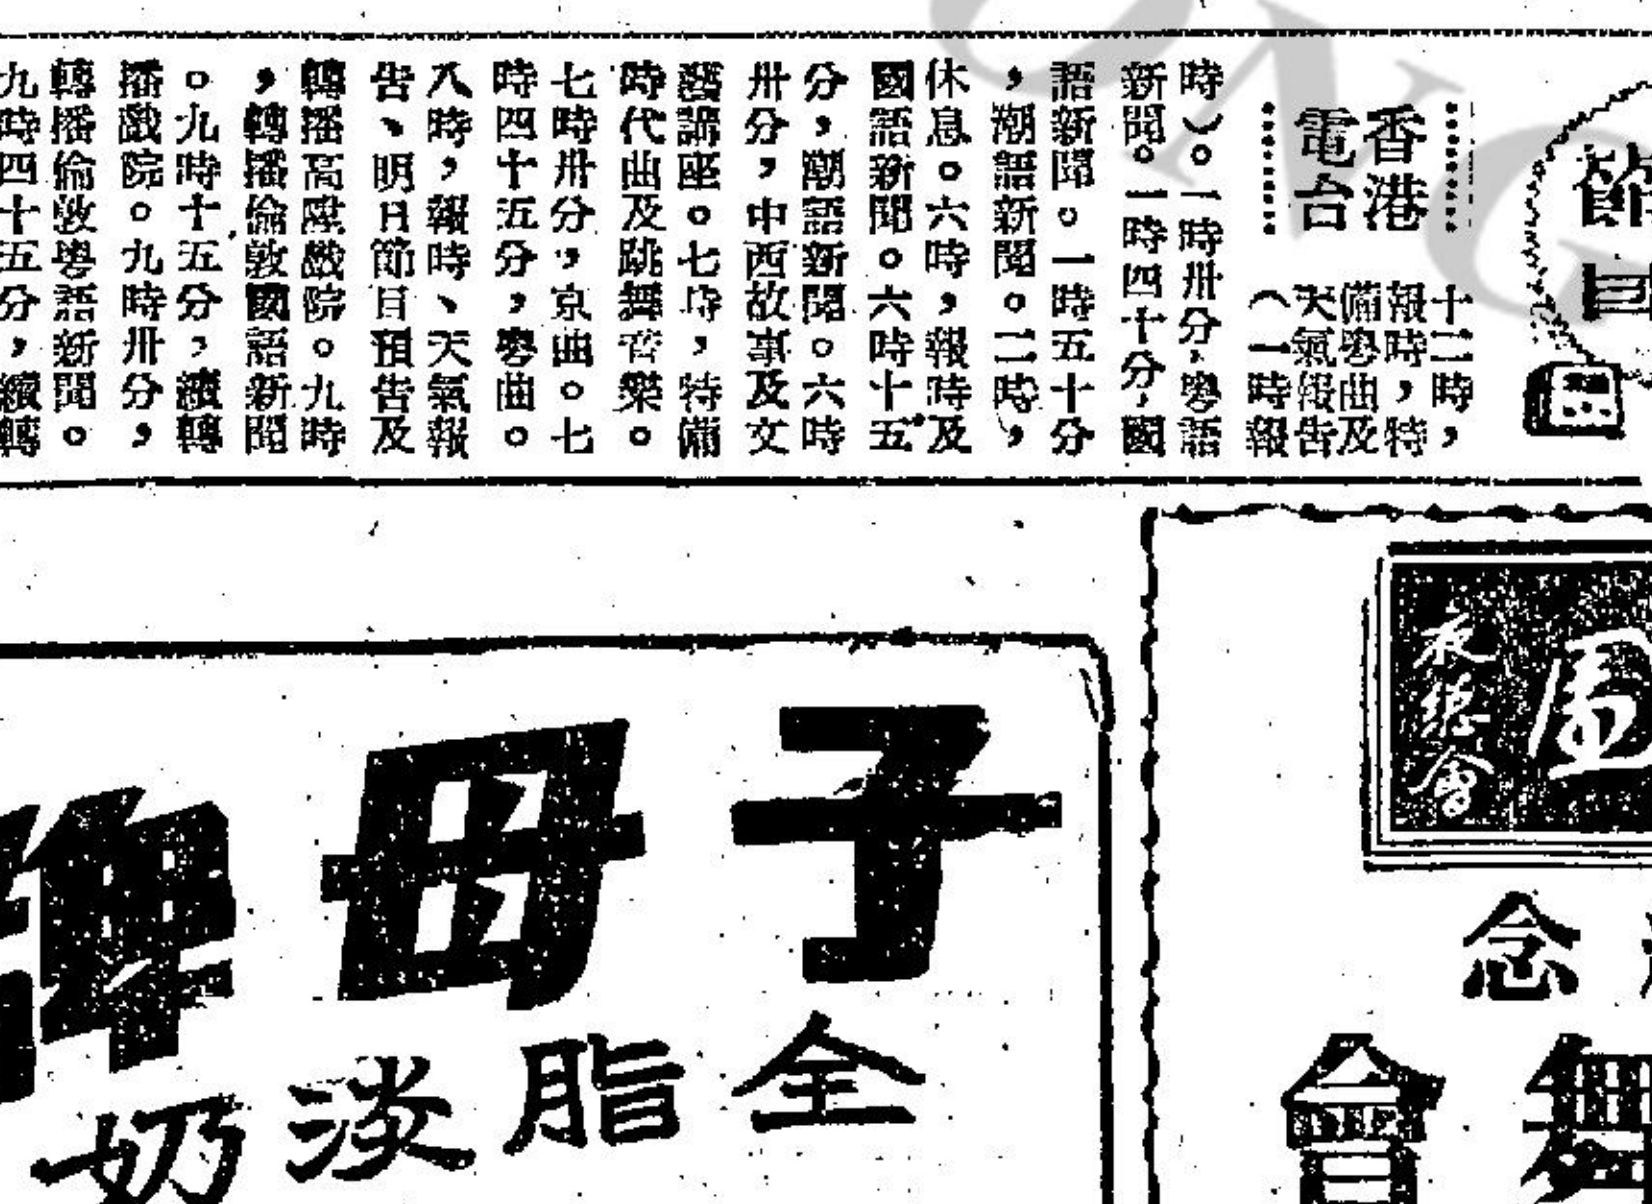 節目
香港
電台
十二時，
報時，特
備粵曲及
天氣報告
（一時報
時）。一時卅分，粵語
新聞。一時四十分，國
語新聞。一時五十分
，潮語新聞。二時，
休息。六時，報時及
國語新聞。六時十五
分，潮語新聞。六時
卅分，中西故事及文
藝講座。七時，特備
時代曲及跳舞音樂。
七時卅分，京曲。七
時四十五分，粵曲。
八時，報時、天氣報
告、明日節目預告及
轉播高陞戲院。九時
，轉播倫敦國語新聞
。九時十五分，續轉
播戲院。九時卅分，
轉播倫敦粵語新聞。
九時四十五分，續轉
念
舞會
子母牌
全脂淡奶